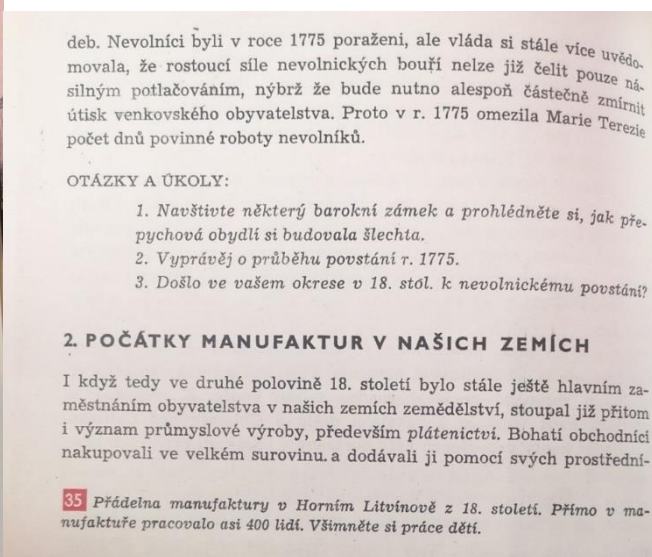 deb. Nevolníci byli v roce 1775 poraženi, ale vláda si stále více uvědo-
movala, že rostoucí síle nevolnických bouří nelze již čelit pouze ná-
silným potlačováním, nýbrž že bude nutno alespoň částečně zmírnit
útisk venkovského obyvatelstva. Proto v r. 1775 omezila Marie Terezie
počet dnů povinné roboty nevolníků.
OTÁZKY A ÚKOLY:
1. Navštivte některý barokní zámek a prohlédněte si, jak pře-
pychová obydlí si budovala šlechta.
2. Vyprávěj o průběhu povstání r. 1775.
3. Došlo ve vašem okrese v 18. stol. k nevolnickému povstání?
2. POČÁTKY MANUFAKTUR V NAŠICH ZEMÍCH
I když tedy ve druhé polovině 18. století bylo stále ještě hlavním za-
městnáním obyvatelstva v našich zemích zemědělství, stoupal již přitom
i význam průmyslové výroby, především plátenictví. Bohatí obchodníci
nakupovali ve velkém surovinu a dodávali ji pomocí svých prostřední-
35 Přádelna manufaktury v Horním Litvínově z 18. století. Přímo v ma-
nufaktuře pracovalo asi 400 lidí. Všimněte si práce dětí.